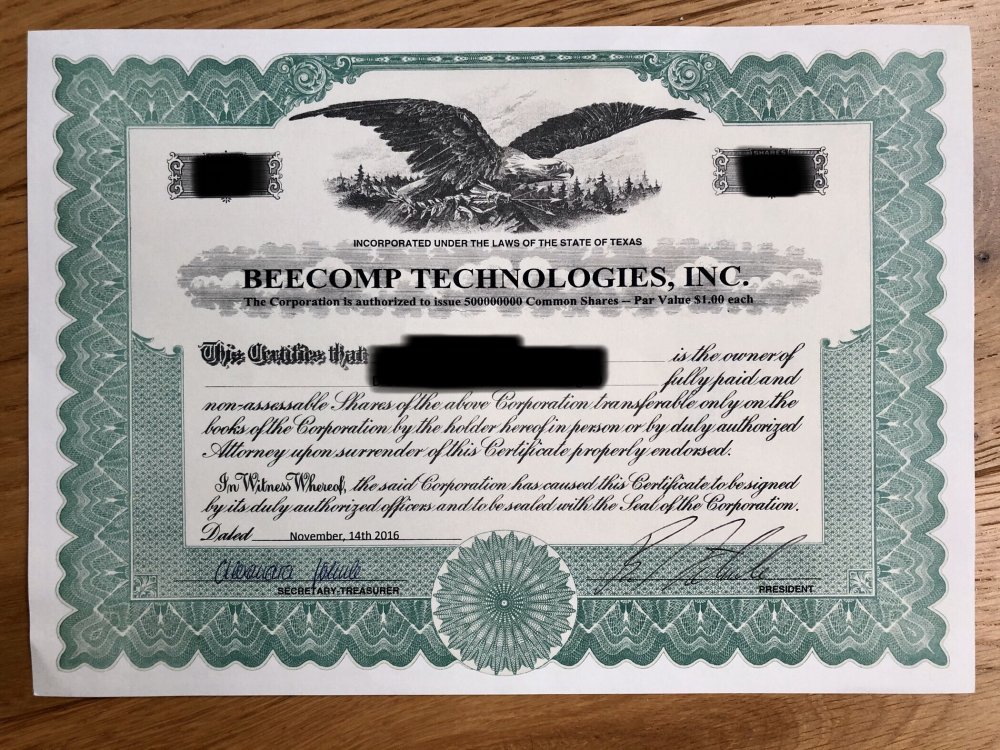 SHARES
INCORPORATED UNDER THE LAWS OF THE STATE OF TEXAS
BEECOMP TECHNOLOGIES, INC.
The Corporation is authorized to issue 500000000 Common Shares -- Par Value $1.00 each
This Certifies that is the owner of
fully paid and
non-assessable Shares of the above Corporation transferable only on the
books of the Corporation by the holder hereof in person or by duly authorized
Attorney upon surrender of this Certificate properly endorsed.
In Witness Whereof, the said Corporation has caused this Certificate to be signed
by its duly authorized officers and to be sealed with the Seal of the Corporation.
Dated November, 14th 2016
SECRETARY-TREASURER PRESIDENT